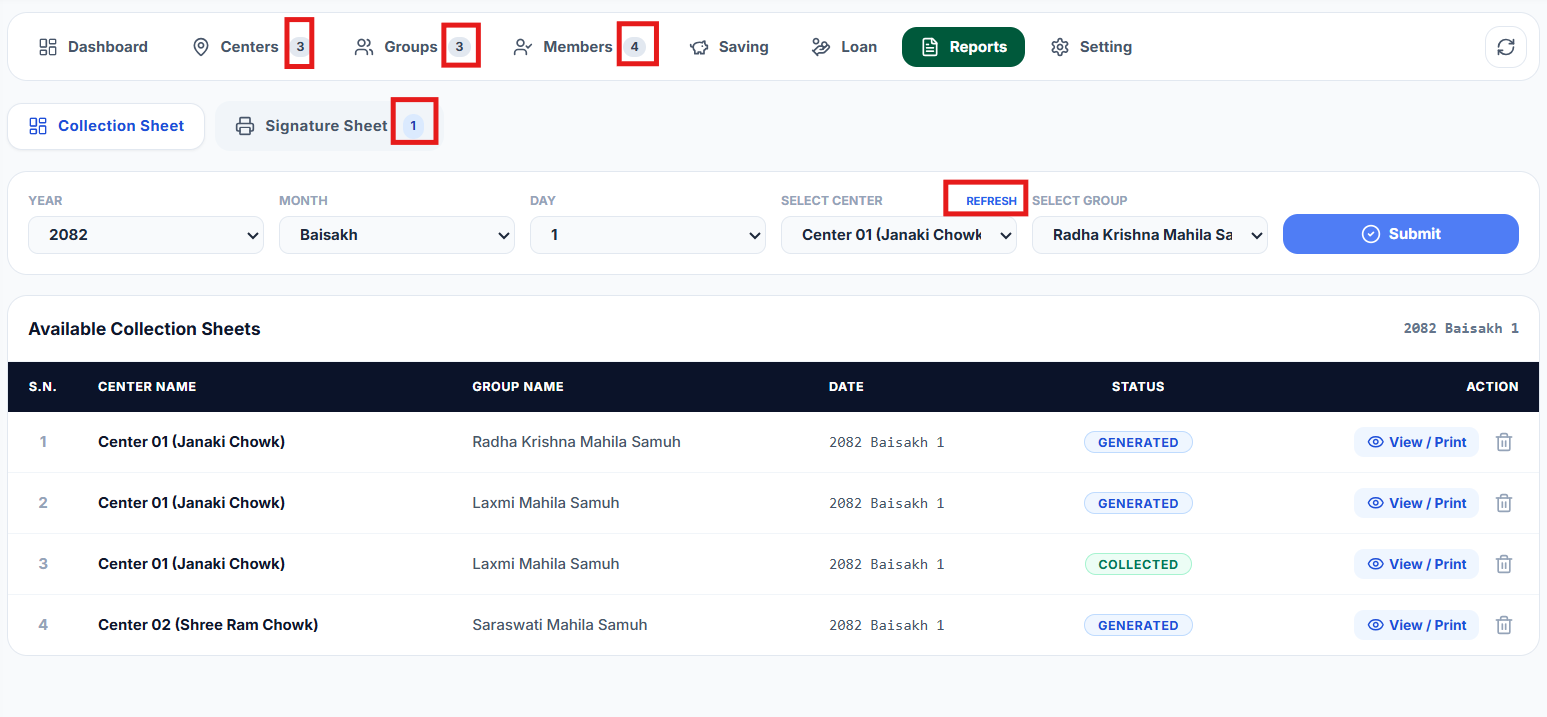 Dashboard Centers 3 Groups 3 Members 4 Saving Loan Reports Setting
Collection Sheet Signature Sheet 1
YEAR MONTH DAY SELECT CENTER REFRESH SELECT GROUP
2082 Baisakh 1 Center 01 (Janaki Chowk Radha Krishna Mahila Sa Submit
Available Collection Sheets 2082 Baisakh 1
S.N. CENTER NAME GROUP NAME DATE STATUS ACTION
1 Center 01 (Janaki Chowk) Radha Krishna Mahila Samuh 2082 Baisakh 1 GENERATED View / Print
2 Center 01 (Janaki Chowk) Laxmi Mahila Samuh 2082 Baisakh 1 GENERATED View / Print
3 Center 01 (Janaki Chowk) Laxmi Mahila Samuh 2082 Baisakh 1 COLLECTED View / Print
4 Center 02 (Shree Ram Chowk) Saraswati Mahila Samuh 2082 Baisakh 1 GENERATED View / Print